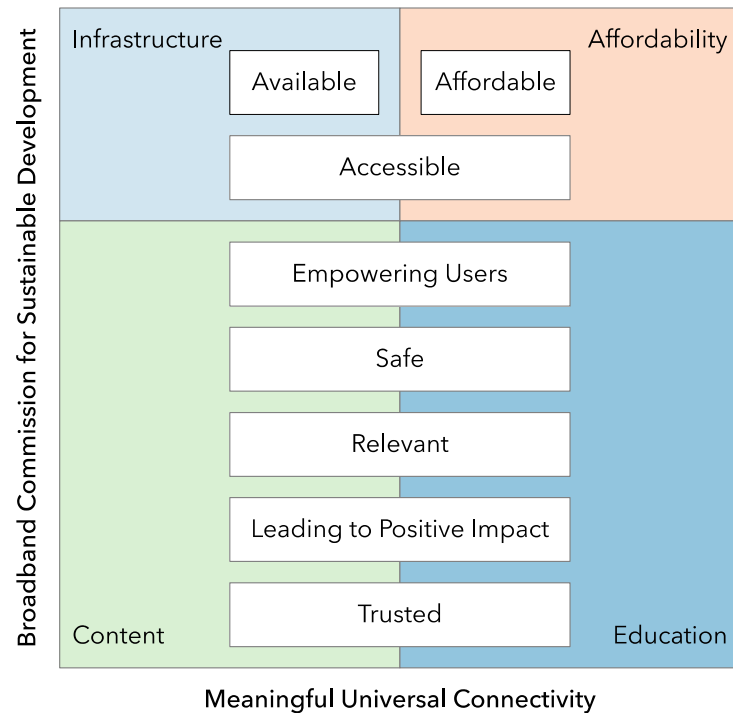 Broadband Commission for Sustainable Development
Infrastructure
Affordability
Available
Affordable
Accessible
Empowering Users
Safe
Relevant
Leading to Positive Impact
Trusted
Content
Education
Meaningful Universal Connectivity